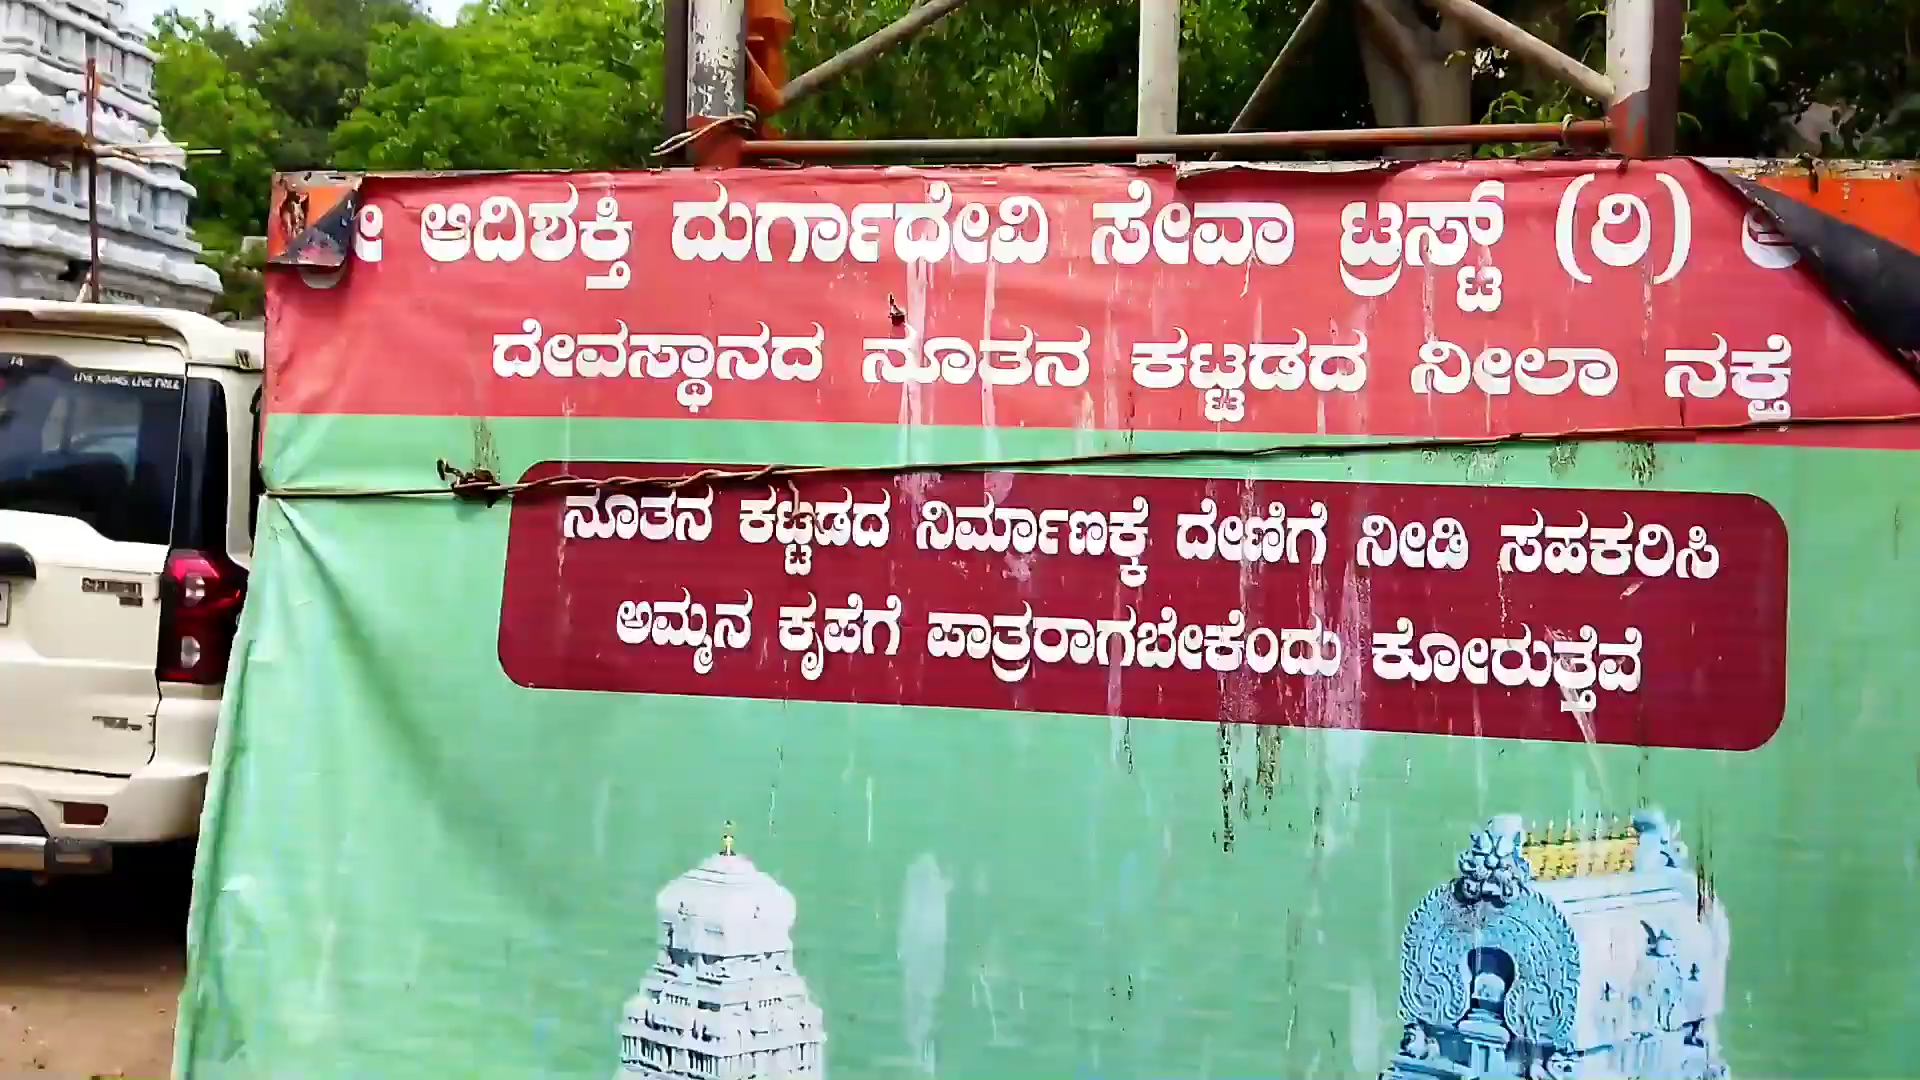 ಶ್ರೀ ಆದಿಶಕ್ತಿ ದುರ್ಗಾದೇವಿ ಸೇವಾ ಟ್ರಸ್ಟ್ (ರಿ)
ದೇವಸ್ಥಾನದ ನೂತನ ಕಟ್ಟಡದ ನೀಲಾ ನಕ್ತೆ
ನೂತನ ಕಟ್ಟಡದ ನಿರ್ಮಾಣಕ್ಕೆ ದೇಣಿಗೆ ನೀಡಿ ಸಹಕರಿಸಿ
ಅಮ್ಮನ ಕೃಪೆಗೆ ಪಾತ್ರರಾಗಬೇಕೆಂದು ಕೋರುತ್ತೆವೆ